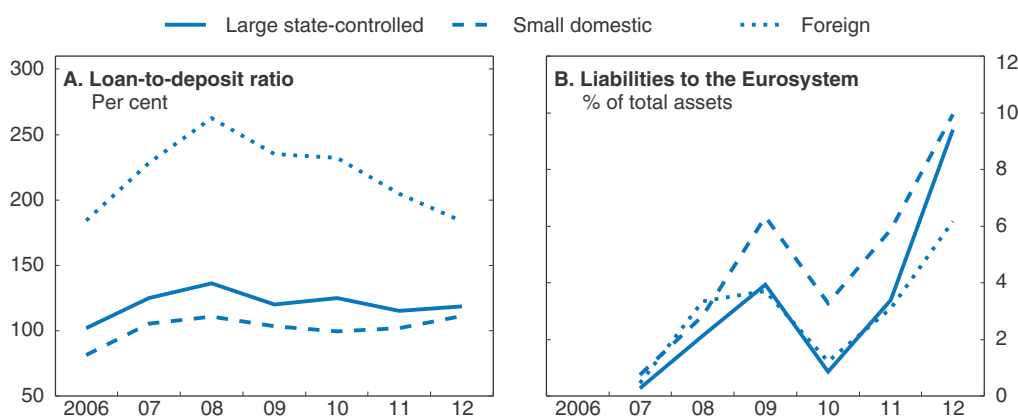 Large state-controlled Small domestic Foreign
A. Loan-to-deposit ratio
Per cent
300
250
200
150
100
50
2006 07 08 09 10 11 12
B. Liabilities to the Eurosystem
% of total assets
12
10
8
6
4
2
0
2006 07 08 09 10 11 12